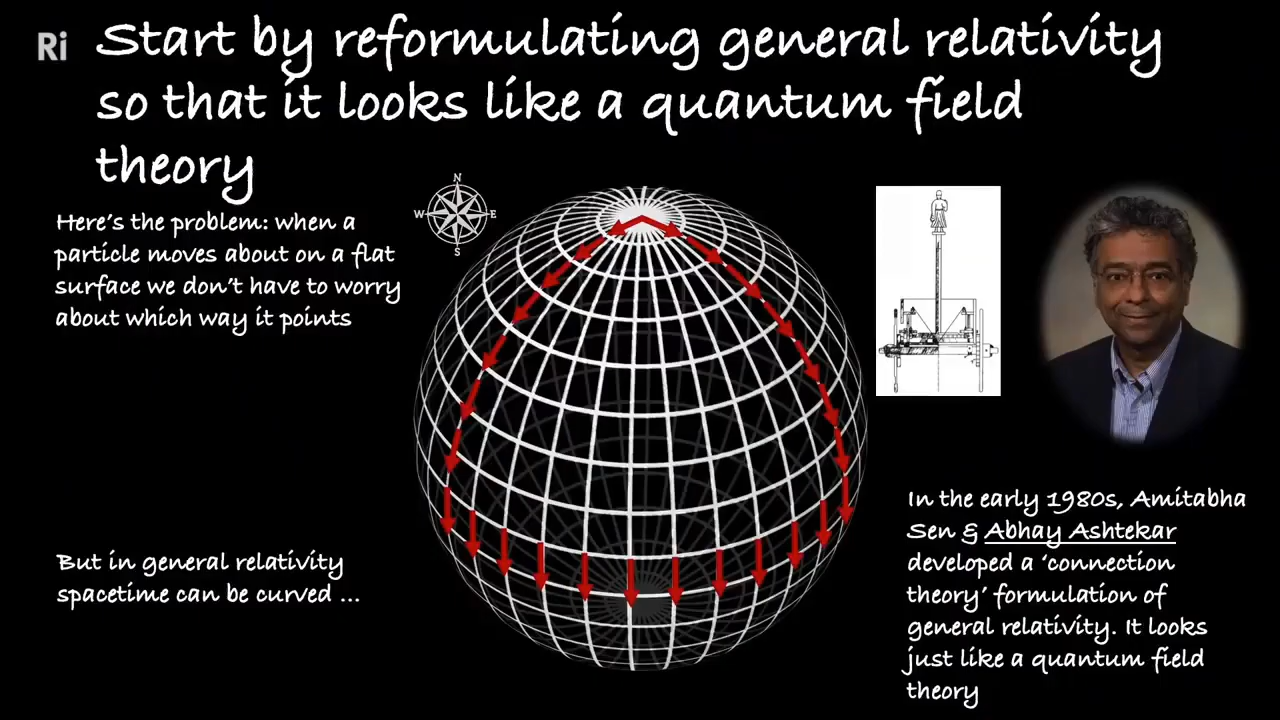 Ri
Start by reformulating general relativity
so that it looks like a quantum field
theory
Here's the problem: when a
particle moves about on a flat
surface we don't have to worry
about which way it points
N
W E
S
But in general relativity
spacetime can be curved ...
In the early 1980s, Amitabha
Sen & Abhay Ashtekar
developed a 'connection
theory' formulation of
general relativity. It looks
just like a quantum field
theory